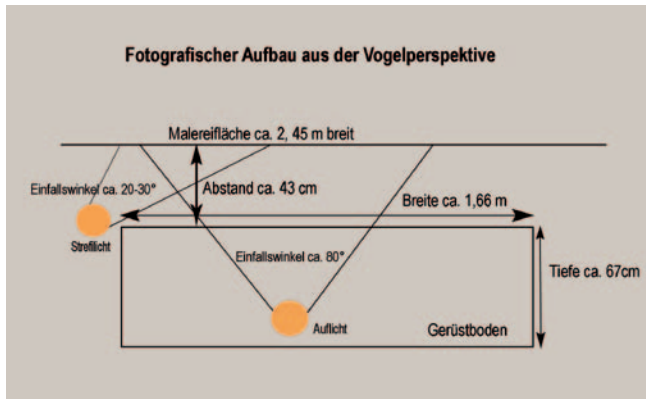 Fotografischer Aufbau aus der Vogelperspektive
Malereifläche ca. 2, 45 m breit
Einfallswinkel ca. 20-30°
Abstand ca. 43 cm
Breite ca. 1,66 m
Streiflicht
Einfallswinkel ca. 80°
Tiefe ca. 67cm
Auflicht
Gerüstboden